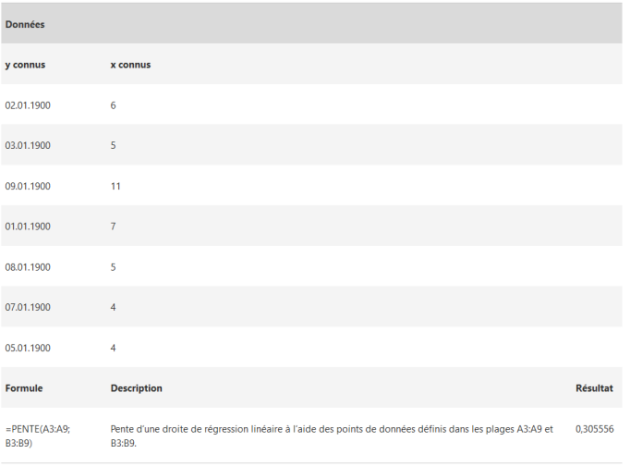 Données
y connus x connus
02.01.1900 6
03.01.1900 5
09.01.1900 11
01.01.1900 7
08.01.1900 5
07.01.1900 4
05.01.1900 4
Formule Description Résultat
=PENTE(A3:A9; Pente d'une droite de régression linéaire à l'aide des points de données définis dans les plages A3:A9 et 0,305556
B3:B9) B3:B9.